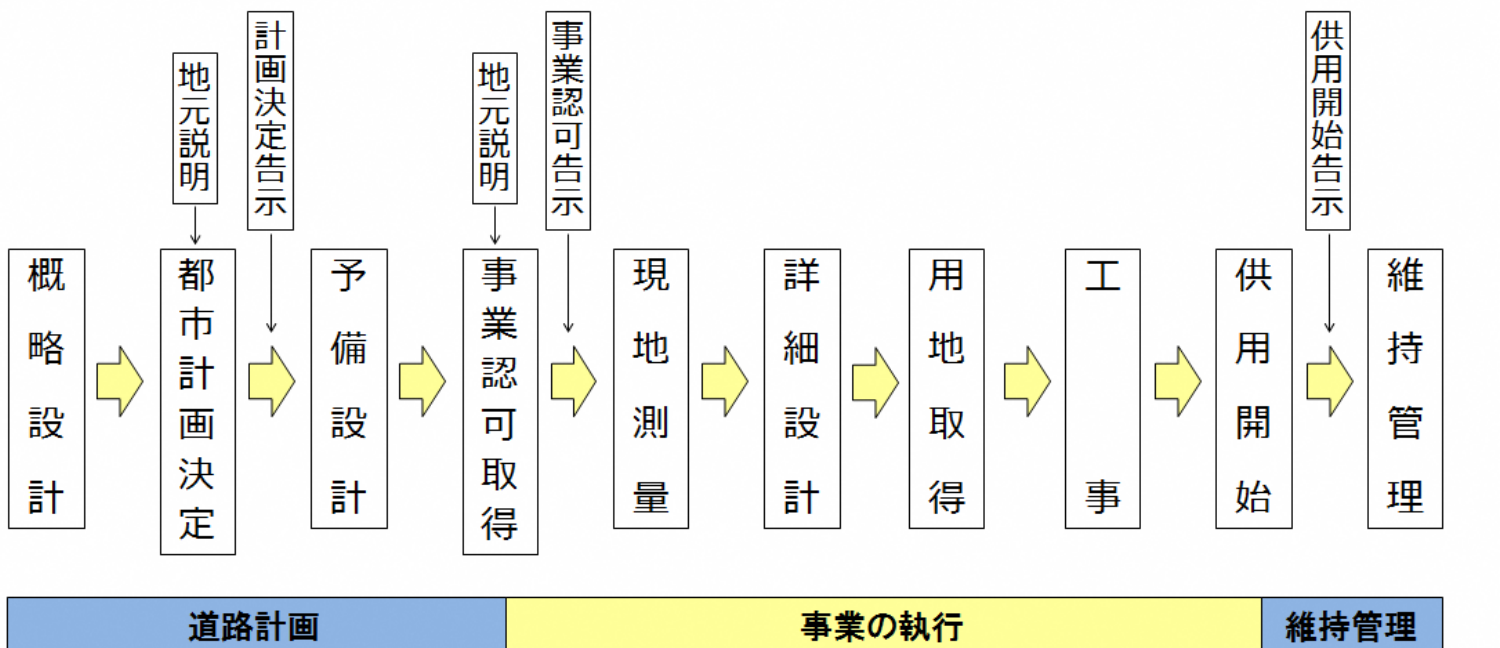 地元説明
計画決定告示
地元説明
事業認可告示
供用開始告示
概略設計
都市計画決定
予備設計
事業認可取得
現地測量
詳細設計
用地取得
工事
供用開始
維持管理
道路計画
事業の執行
維持管理